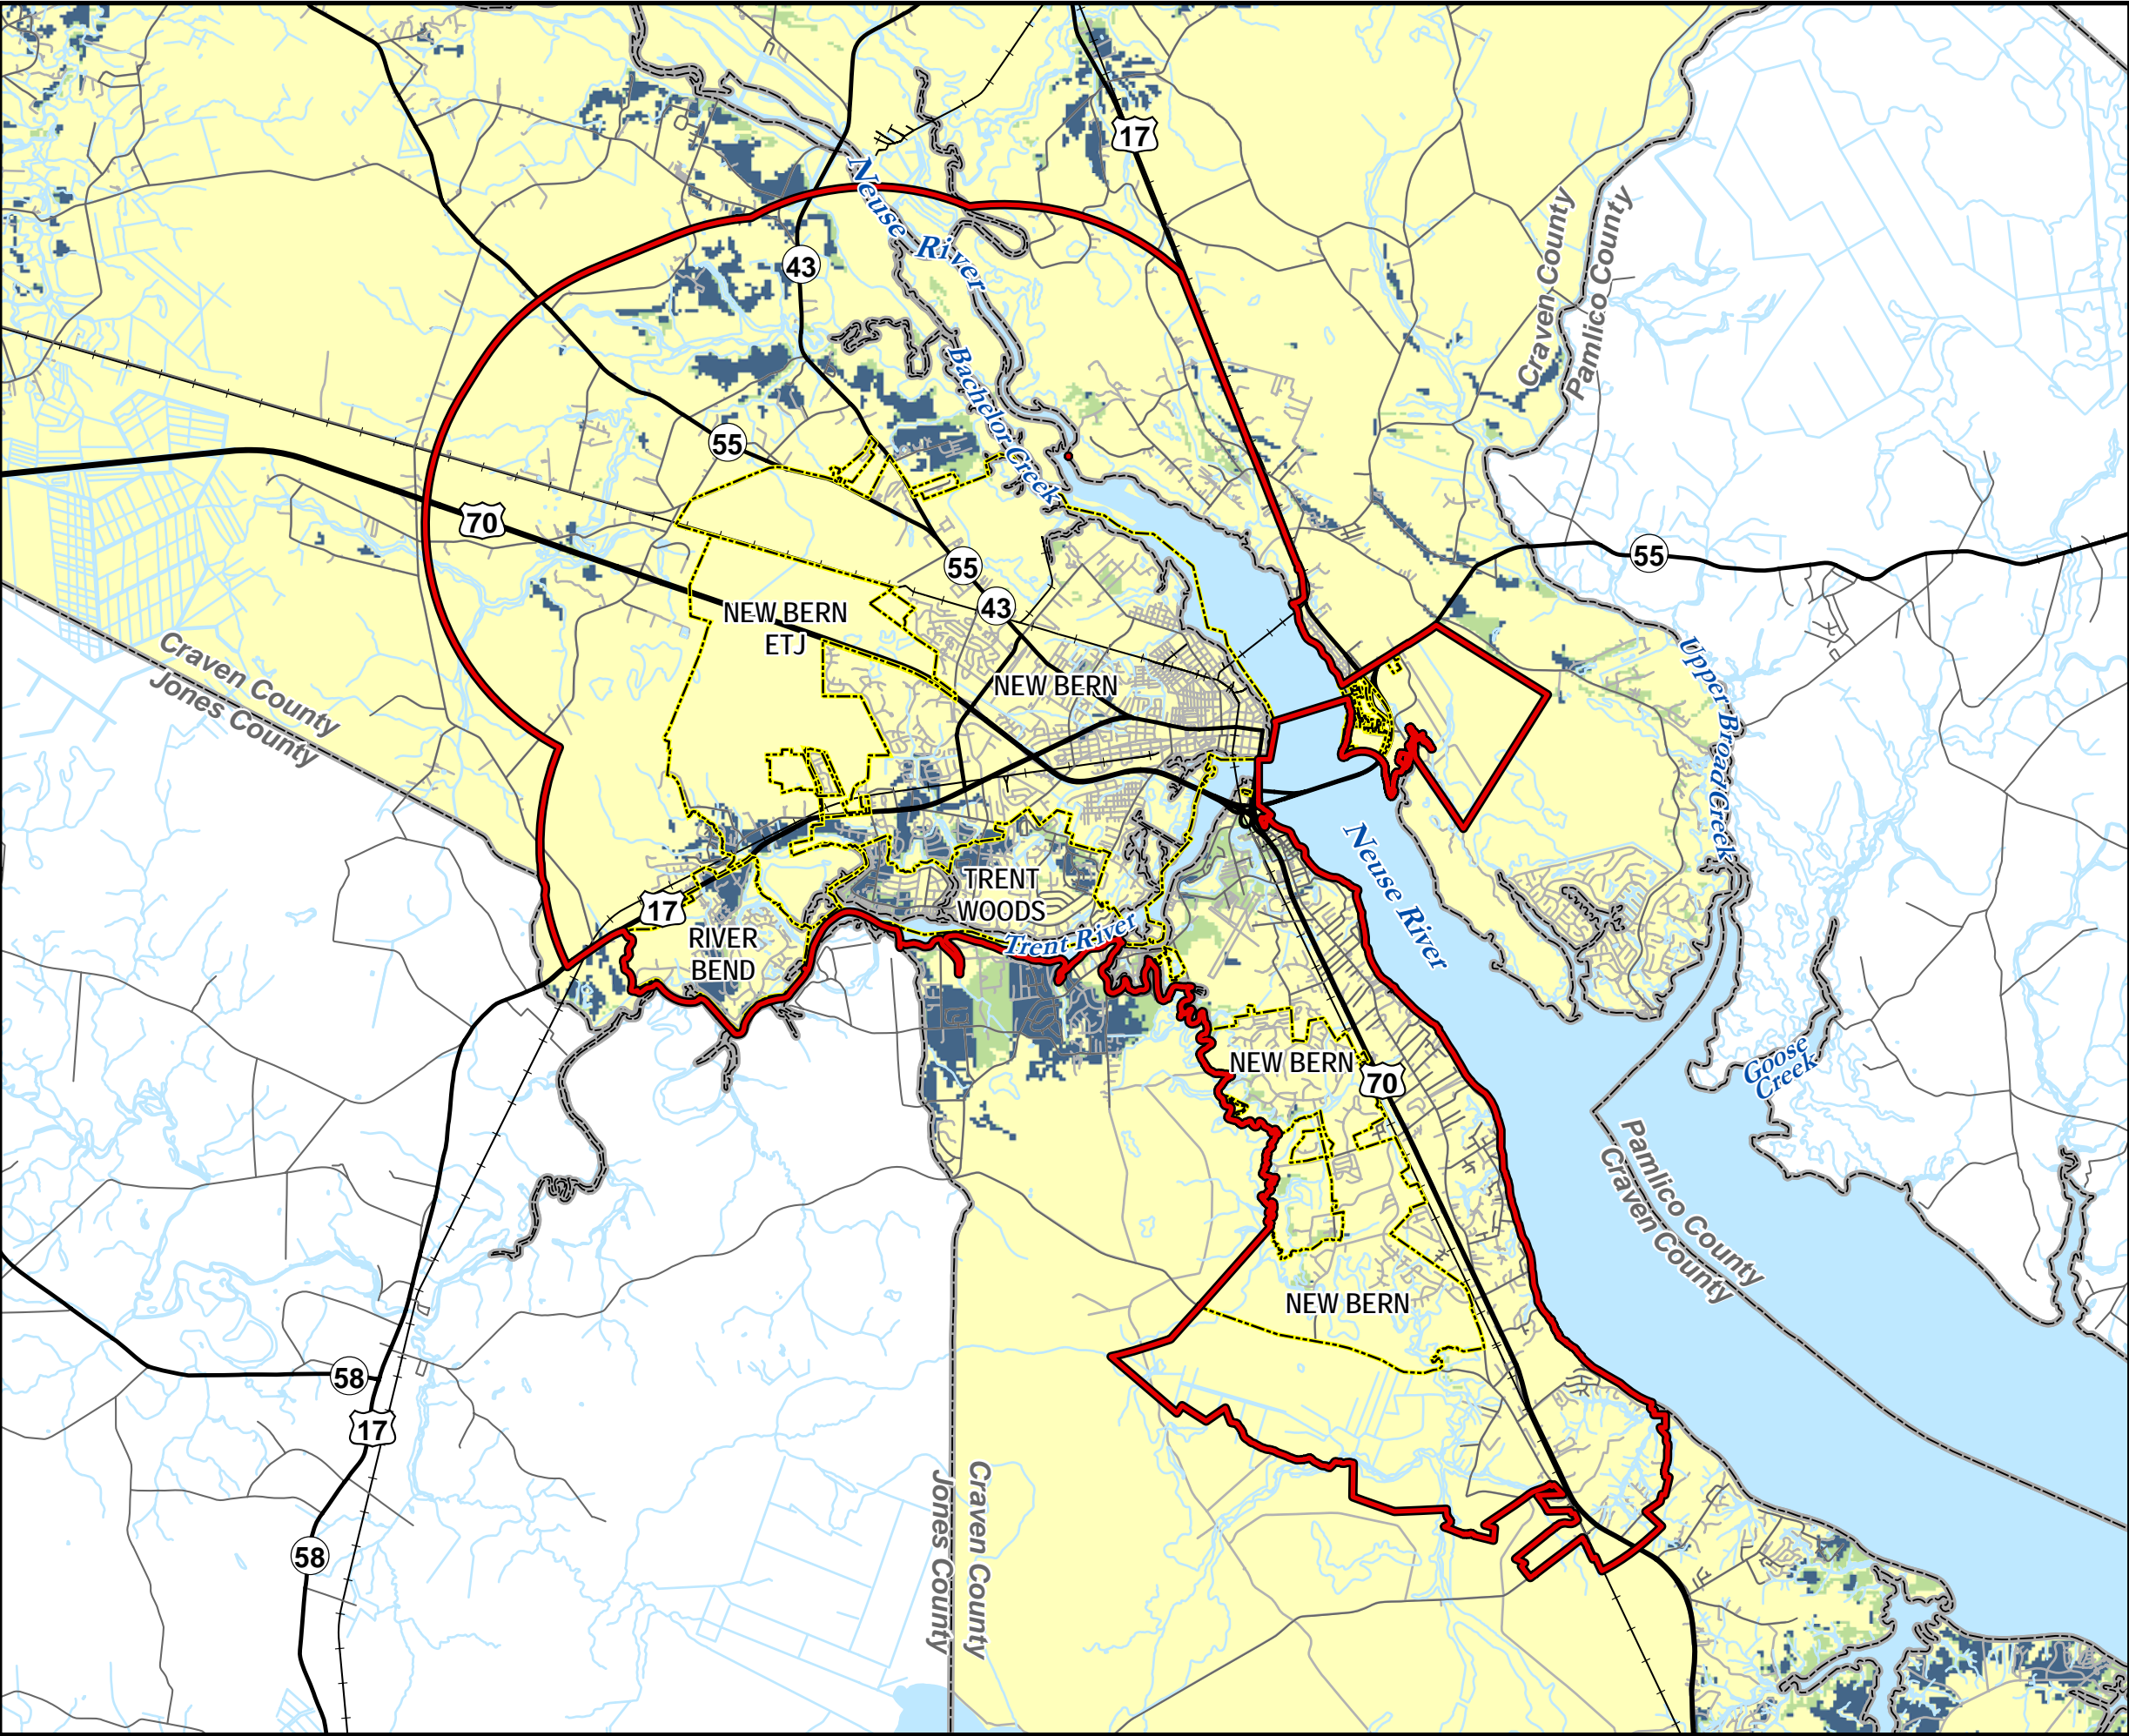 17
Neuse River
43
Craven County
Pamlico County
Bachelor Creek
55
70
55
55
43
NEW BERN
ETJ
NEW BERN
Craven County
Jones County
Upper Broad Creek
Neuse River
TRENT
WOODS
17
RIVER
BEND
Trent River
NEW BERN
70
Goose
Creek
Pamlico County
Craven County
NEW BERN
58
17
Craven County
Jones County
58